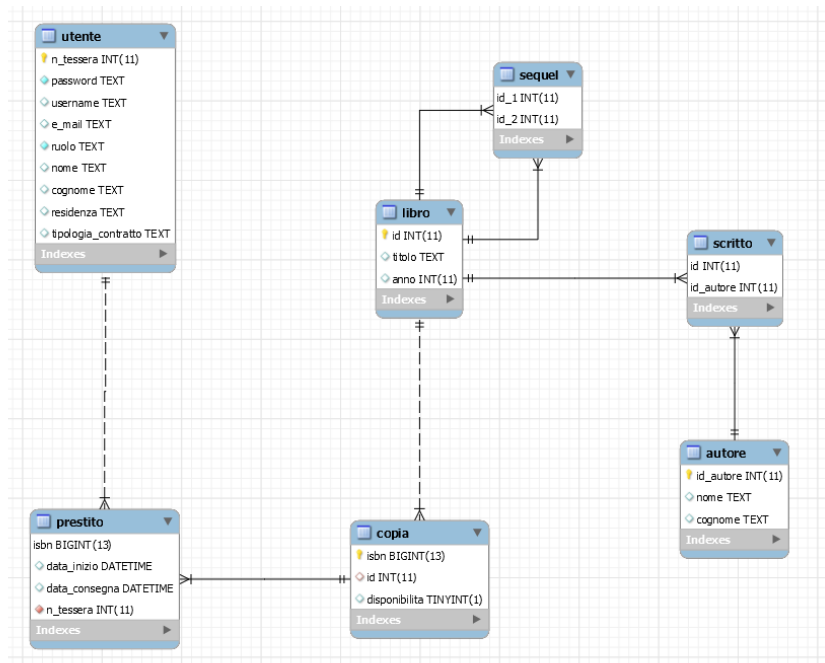 utente
n_tessera INT(11)
password TEXT
username TEXT
e_mail TEXT
ruolo TEXT
nome TEXT
cognome TEXT
residenza TEXT
tipologia_contratto TEXT
Indexes
sequel
id_1 INT(11)
id_2 INT(11)
Indexes
libro
id INT(11)
titolo TEXT
anno INT(11)
Indexes
scritto
id INT(11)
id_autore INT(11)
Indexes
autore
id_autore INT(11)
nome TEXT
cognome TEXT
Indexes
prestito
isbn BIGINT(13)
data_inizio DATETIME
data_consegna DATETIME
n_tessera INT(11)
Indexes
copia
isbn BIGINT(13)
id INT(11)
disponibilita TINYINT(1)
Indexes